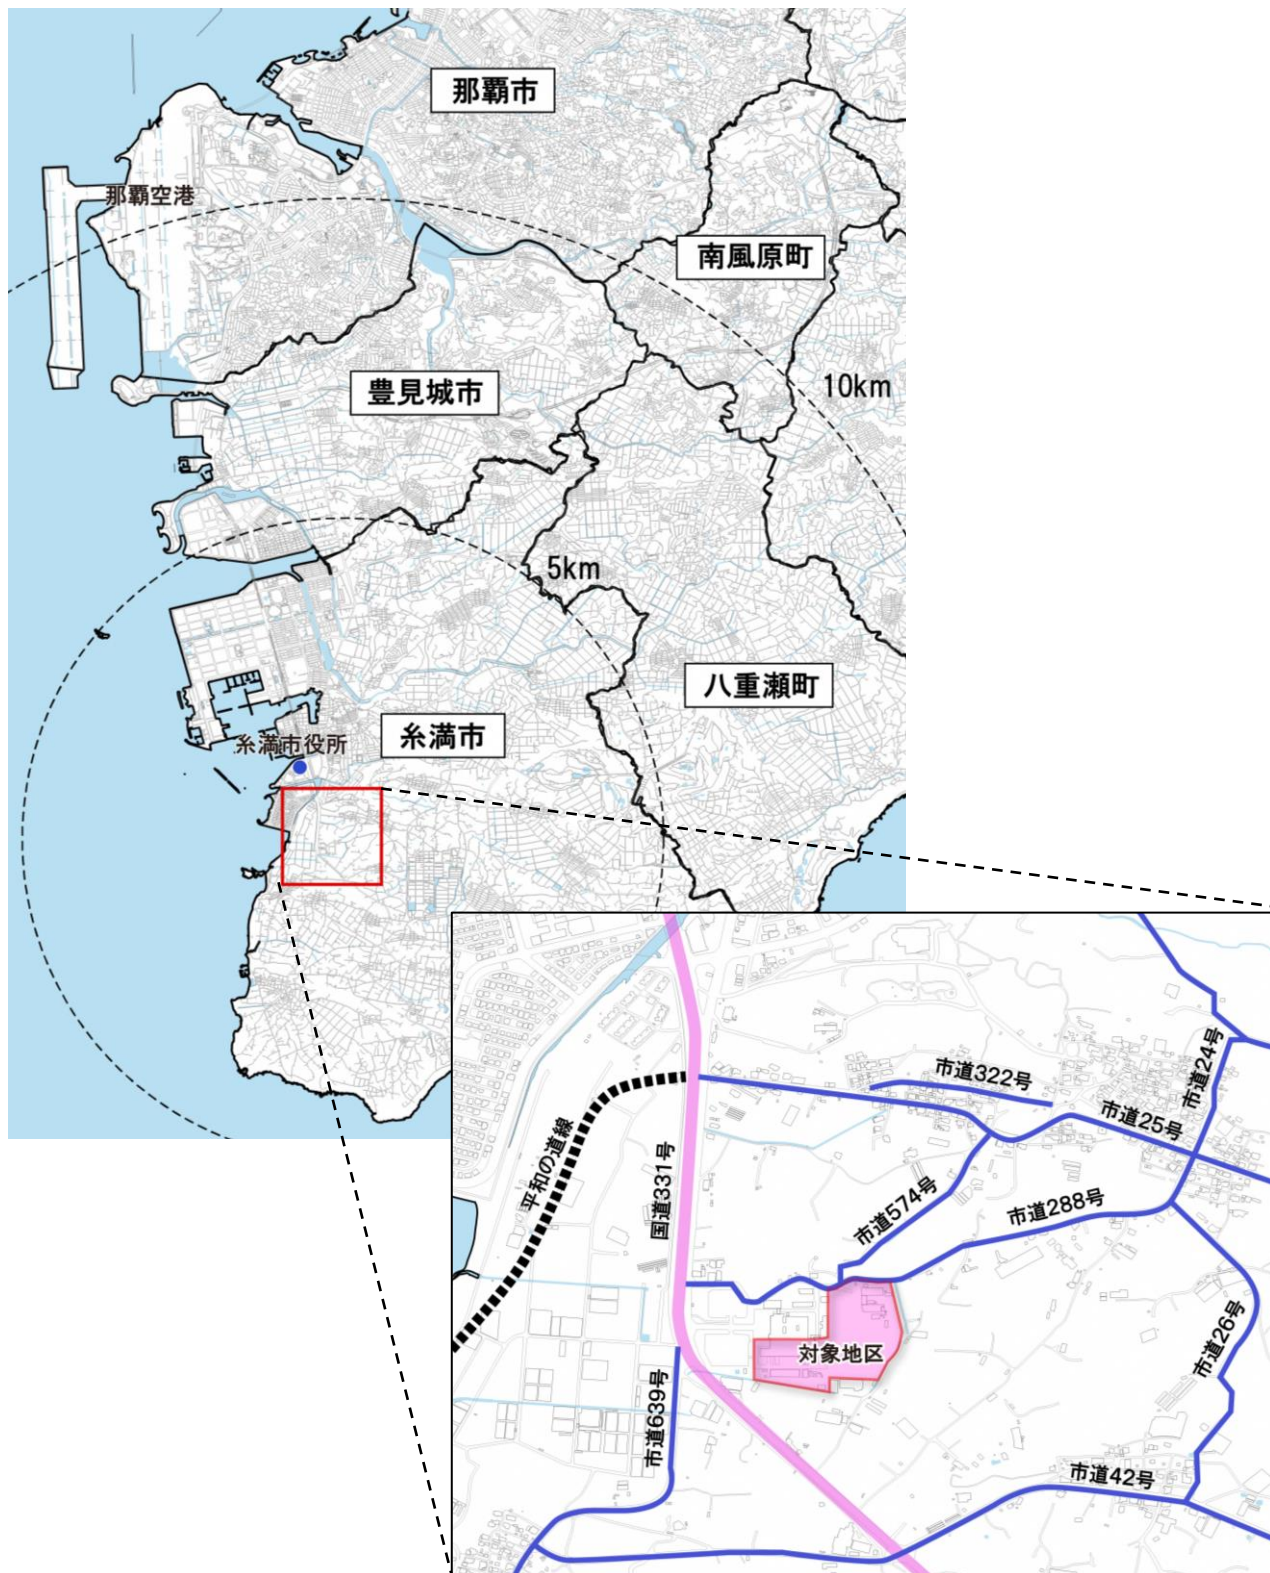 那覇市
那覇空港
南風原町
豊見城市
10km
5km
八重瀬町
糸満市
糸満市役所
市道24号
市道322号
市道25号
平和の道線
国道331号
市道574号
市道288号
対象地区
市道26号
市道639号
市道42号